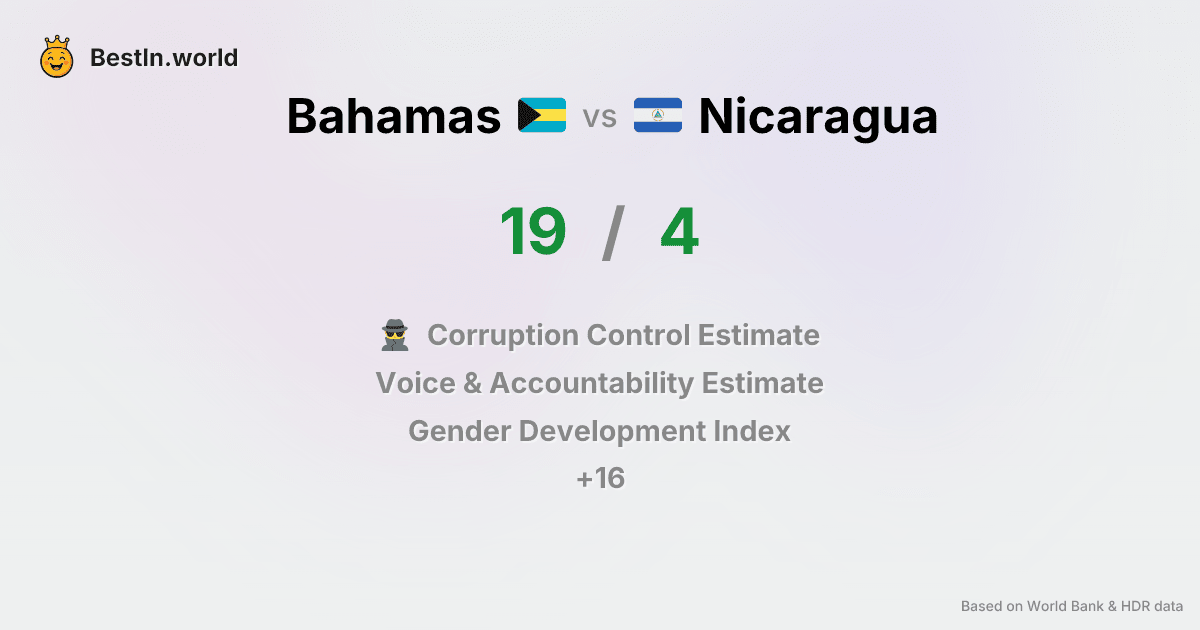 BestIn.world
Bahamas vs Nicaragua
19 / 4
Corruption Control Estimate
Voice & Accountability Estimate
Gender Development Index
+16
Based on World Bank & HDR data